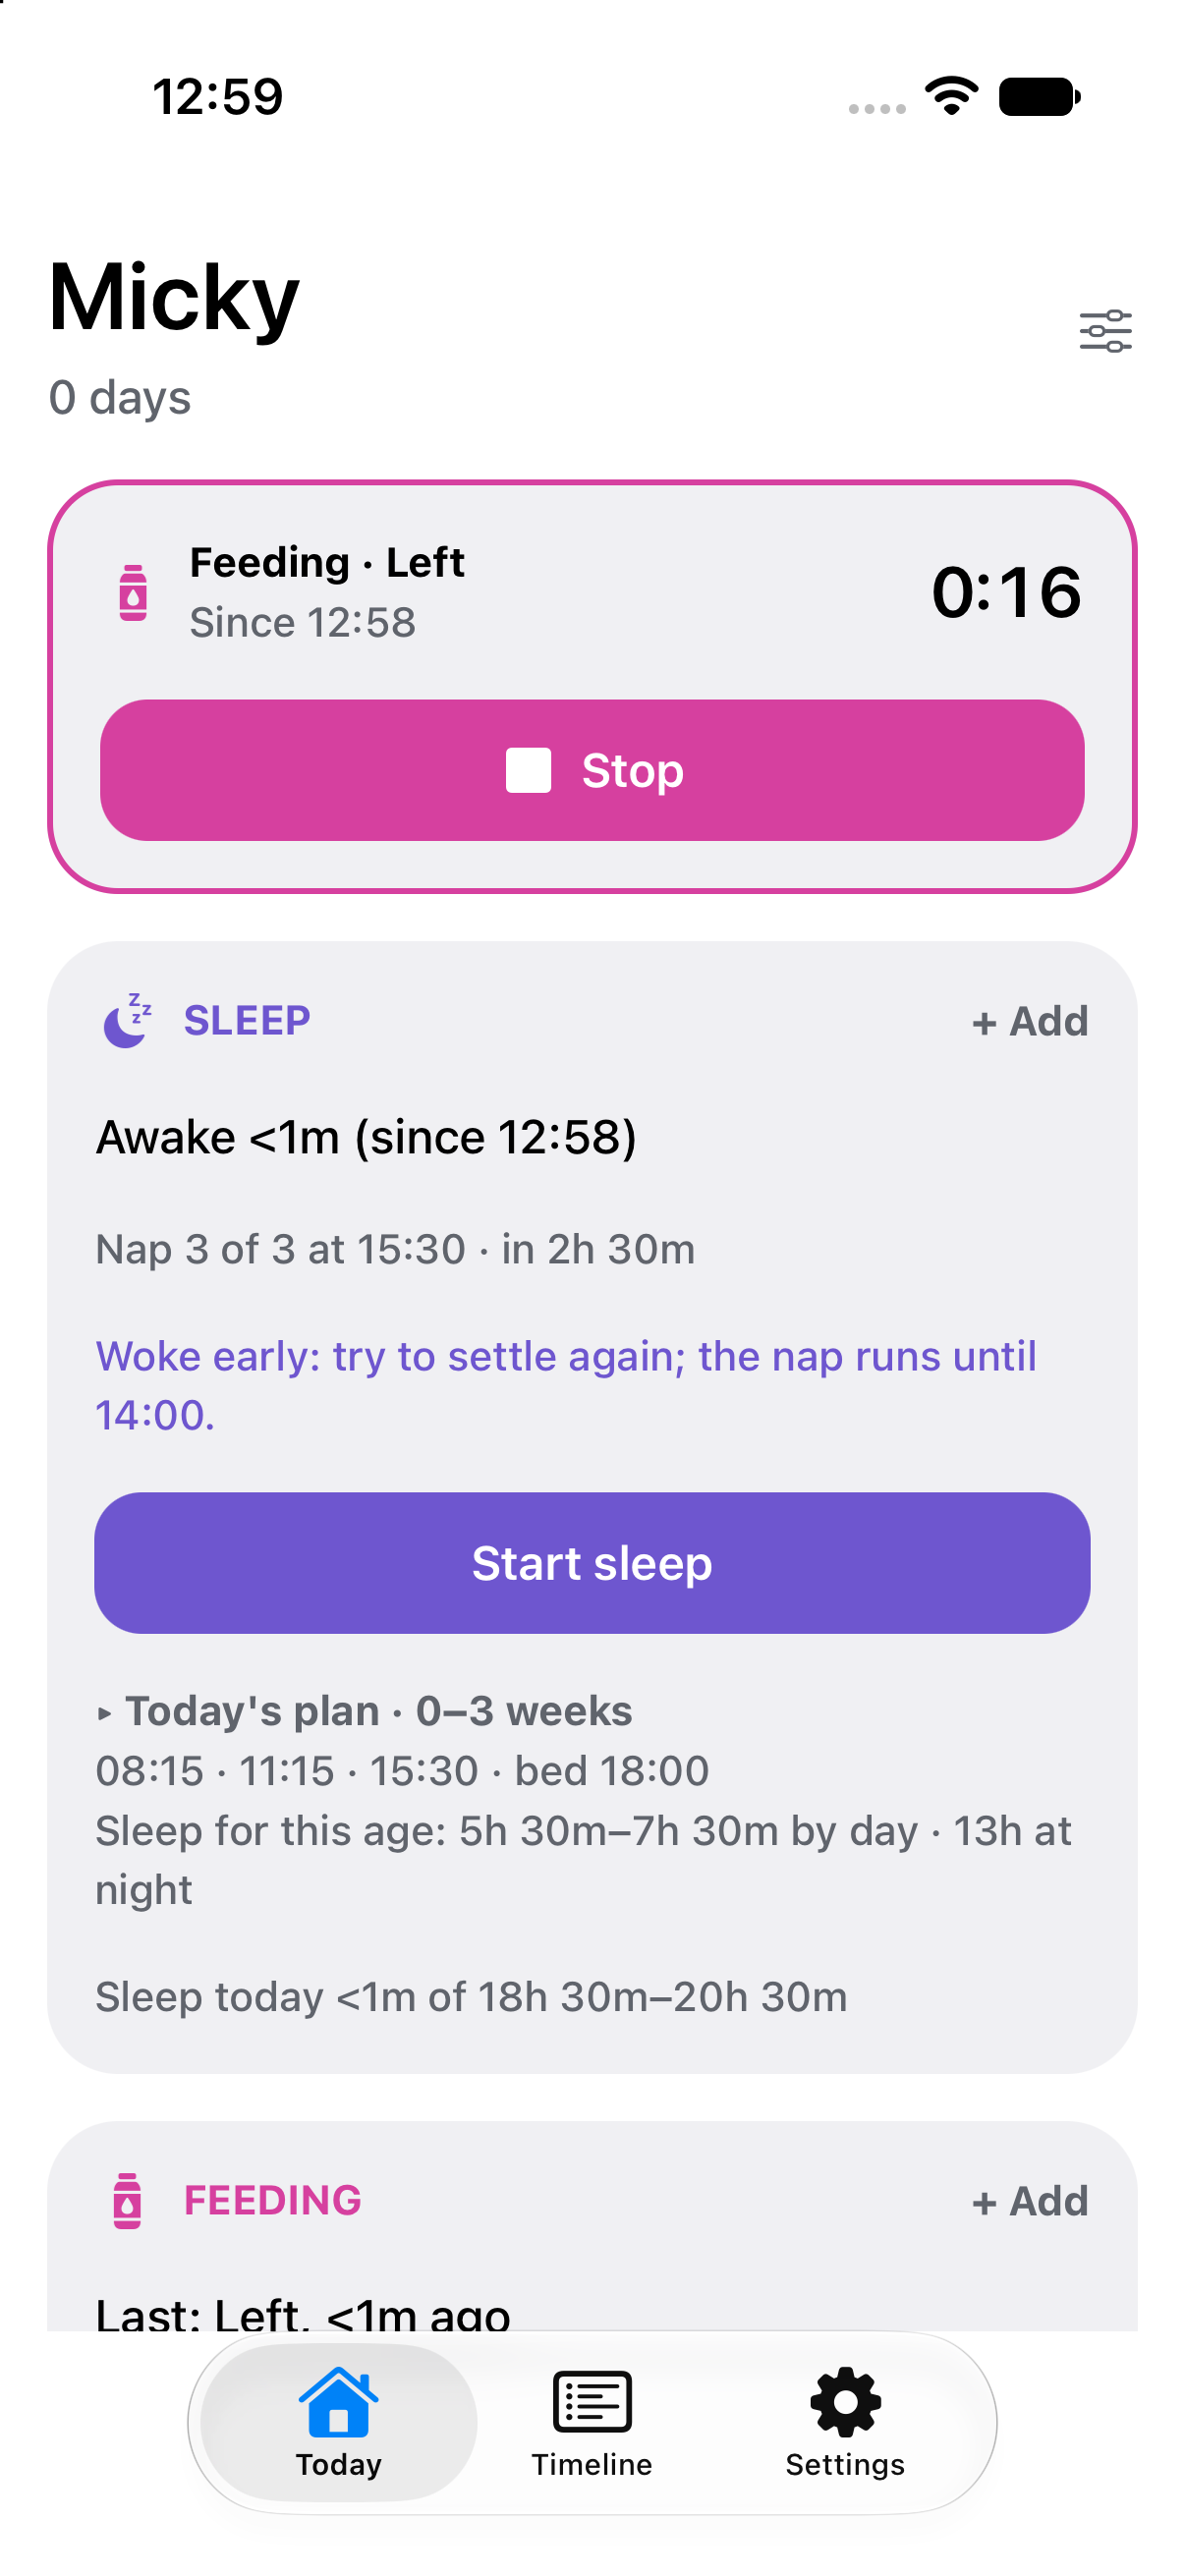 12:59
Micky
0 days
Feeding · Left
Since 12:58
0:16
Stop
SLEEP
+ Add
Awake <1m (since 12:58)
Nap 3 of 3 at 15:30 · in 2h 30m
Woke early: try to settle again; the nap runs until
14:00.
Start sleep
▸ Today's plan · 0–3 weeks
08:15 · 11:15 · 15:30 · bed 18:00
Sleep for this age: 5h 30m–7h 30m by day · 13h at
night
Sleep today <1m of 18h 30m–20h 30m
FEEDING
+ Add
Last: Left, <1m ago
Today
Timeline
Settings